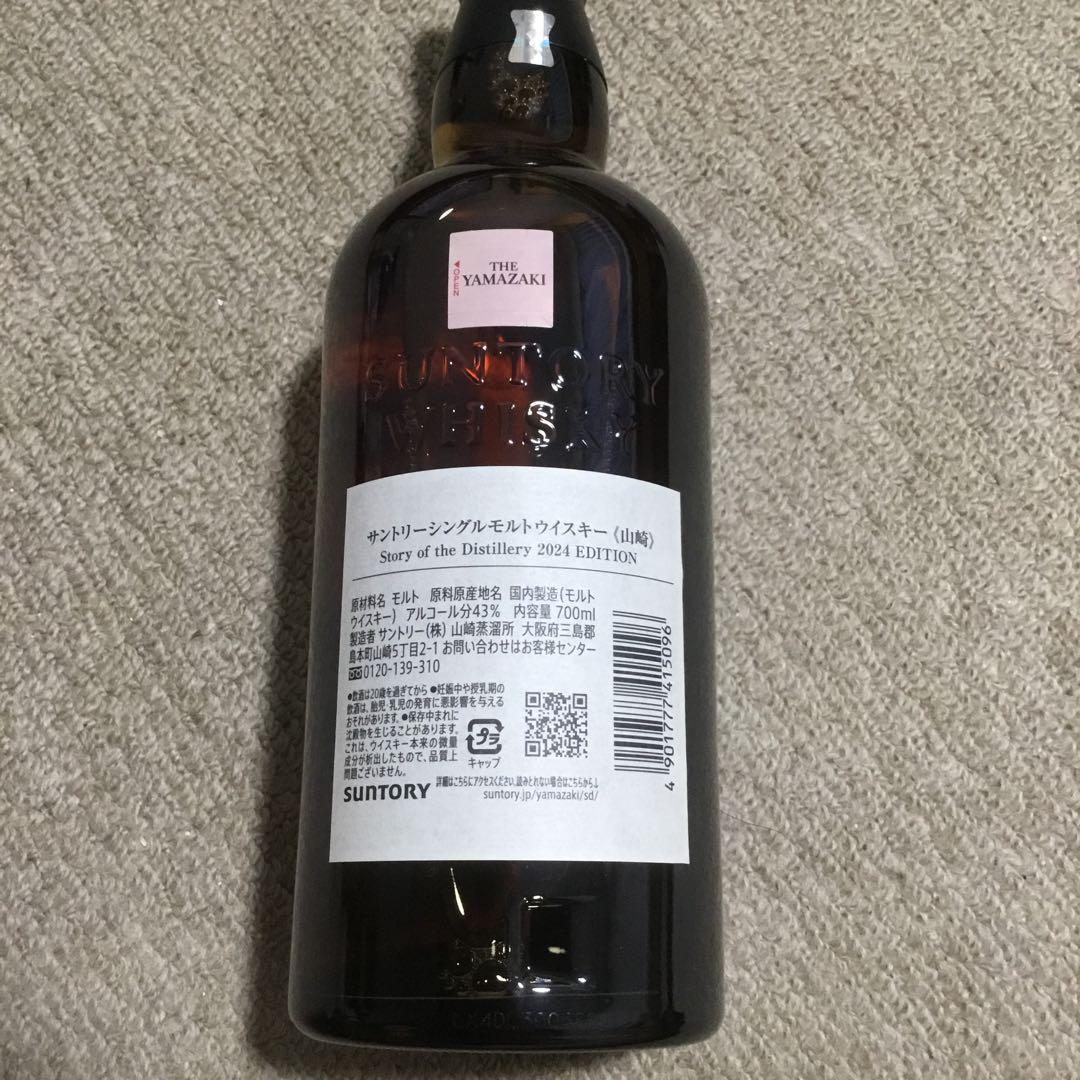 THE
YAMAZAKI
◀OPEN
SUNTORY
WHISKY
サントリーシングルモルトウイスキー《山崎》
Story of the Distillery 2024 EDITION
原材料名 モルト 原料原産地名 国内製造(モルト
ウイスキー) アルコール分43% 内容量 700ml
製造者 サントリー(株) 山崎蒸溜所 大阪府三島郡
島本町山崎5丁目2-1 お問い合わせはお客様センター
0120-139-310
●飲酒は20歳を過ぎてから ●妊娠中や授乳期の
飲酒は、胎児・乳児の発育に悪影響を与える
おそれがあります。●保存中まれに
沈殿物を生じることがあります。
これは、ウイスキー本来の微量
成分が析出したもので、品質上
問題ございません。
プラ
キャップ
SUNTORY
詳細はこちらにアクセスください。読みとれない場合はこちらから↓
suntory.jp/yamazaki/sd/
4 901777 415096